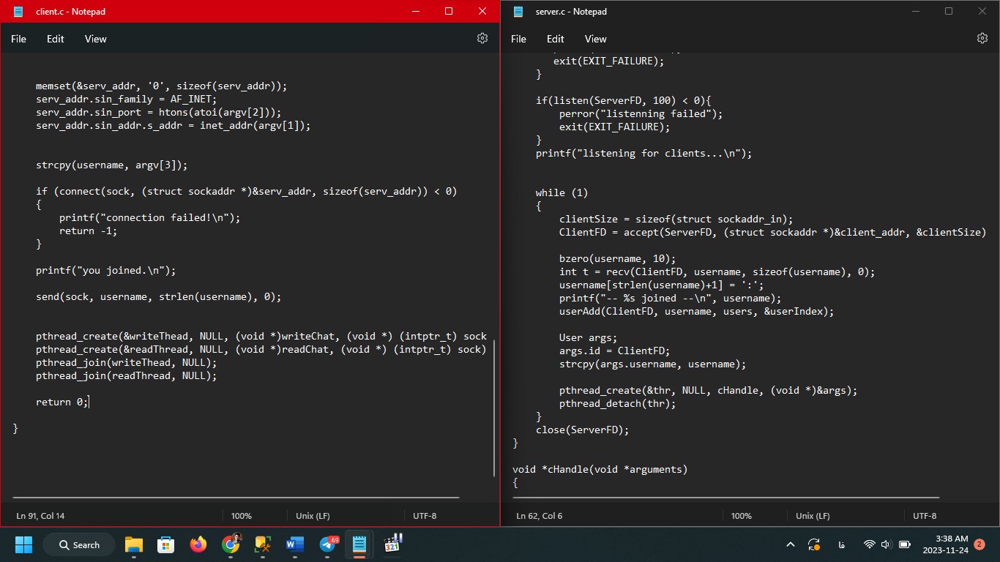 client.c - Notepad
File Edit View
memset(&serv_addr, '0', sizeof(serv_addr));
serv_addr.sin_family = AF_INET;
serv_addr.sin_port = htons(atoi(argv[2]));
serv_addr.sin_addr.s_addr = inet_addr(argv[1]);
strcpy(username, argv[3]);
if (connect(sock, (struct sockaddr *)&serv_addr, sizeof(serv_addr)) < 0)
{
printf("connection failed!\n");
return -1;
}
printf("you joined.\n");
send(sock, username, strlen(username), 0);
pthread_create(&writeThead, NULL, (void *)writeChat, (void *) (intptr_t) sock
pthread_create(&readThread, NULL, (void *)readChat, (void *) (intptr_t) sock)
pthread_join(writeThead, NULL);
pthread_join(readThread, NULL);
return 0;
}
Ln 91, Col 14 100% Unix (LF) UTF-8
server.c - Notepad
File Edit View
exit(EXIT_FAILURE);
}
if(listen(ServerFD, 100) < 0){
perror("listenning failed");
exit(EXIT_FAILURE);
}
printf("listening for clients...\n");
while (1)
{
clientSize = sizeof(struct sockaddr_in);
ClientFD = accept(ServerFD, (struct sockaddr *)&client_addr, &clientSize)
bzero(username, 10);
int t = recv(ClientFD, username, sizeof(username), 0);
username[strlen(username)+1] = ':';
printf("-- %s joined --\n", username);
userAdd(ClientFD, username, users, &userIndex);
User args;
args.id = ClientFD;
strcpy(args.username, username);
pthread_create(&thr, NULL, cHandle, (void *)&args);
pthread_detach(thr);
}
close(ServerFD);
}
void *cHandle(void *arguments)
{
Ln 62, Col 6 100% Unix (LF) UTF-8
Search
69
321
فا
3:38 AM
2023-11-24
2